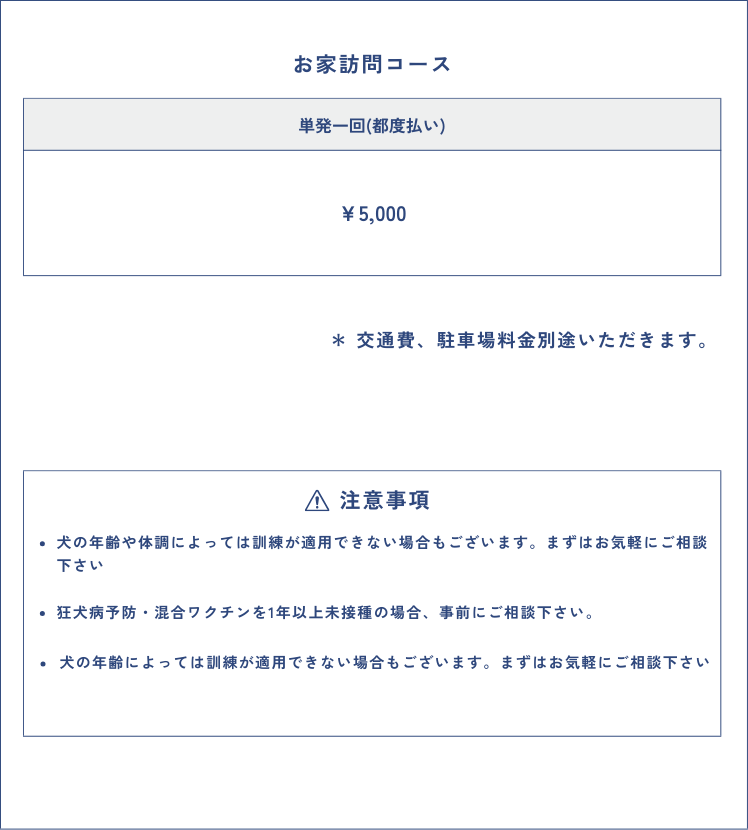 お家訪問コース
単発一回(都度払い)
￥5,000
＊ 交通費、駐車場料金別途いただきます。
注意事項
• 犬の年齢や体調によっては訓練が適用できない場合もございます。まずはお気軽にご相談
下さい
• 狂犬病予防・混合ワクチンを1年以上未接種の場合、事前にご相談下さい。
• 犬の年齢によっては訓練が適用できない場合もございます。まずはお気軽にご相談下さい